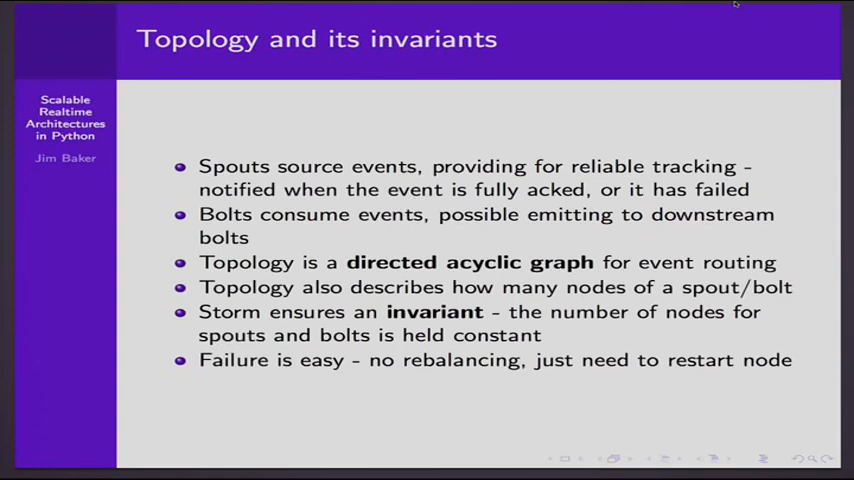 Topology and its invariants
Scalable
Realtime
Architectures
in Python
Jim Baker
Spouts source events, providing for reliable tracking -
notified when the event is fully acked, or it has failed
Bolts consume events, possible emitting to downstream
bolts
Topology is a directed acyclic graph for event routing
Topology also describes how many nodes of a spout/bolt
Storm ensures an invariant - the number of nodes for
spouts and bolts is held constant
Failure is easy - no rebalancing, just need to restart node